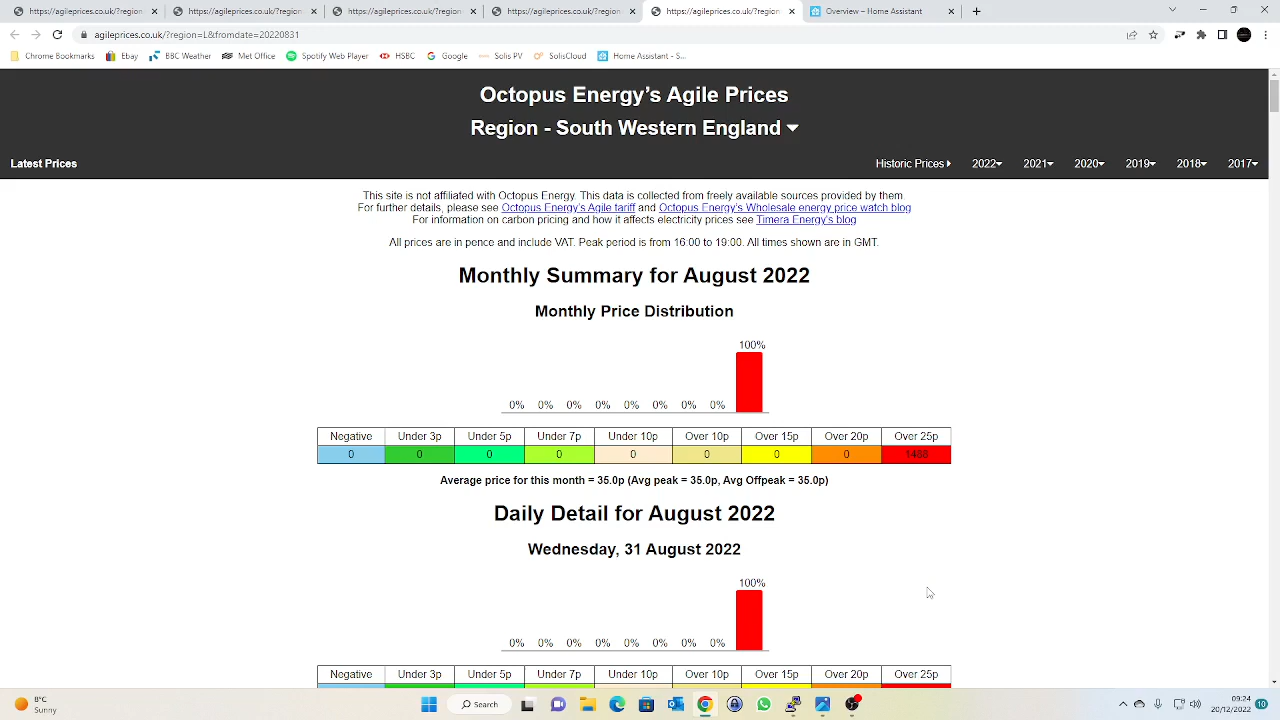 https://agileprices.co.uk/?region https://agileprices.co.uk/?region https://agileprices.co.uk/?region https://agileprices.co.uk/?region https://agileprices.co.uk/?region Overview – Home Assistant
agileprices.co.uk/?region=L&fromdate=20220831
Chrome Bookmarks Ebay BBC Weather Met Office Spotify Web Player HSBC Google Solis PV SolisCloud Home Assistant - S...
Octopus Energy's Agile Prices
Region - South Western England
Latest Prices Historic Prices 2022 2021 2020 2019 2018 2017
This site is not affiliated with Octopus Energy. This data is collected from freely available sources provided by them.
For further details, please see Octopus Energy's Agile tariff and Octopus Energy's Wholesale energy price watch blog
For information on carbon pricing and how it affects electricity prices see Timera Energy's blog
All prices are in pence and include VAT. Peak period is from 16:00 to 19:00. All times shown are in GMT.
Monthly Summary for August 2022
Monthly Price Distribution
100%
0% 0% 0% 0% 0% 0% 0% 0%
Negative Under 3p Under 5p Under 7p Under 10p Over 10p Over 15p Over 20p Over 25p
0 0 0 0 0 0 0 0 1488
Average price for this month = 35.0p (Avg peak = 35.0p, Avg Offpeak = 35.0p)
Daily Detail for August 2022
Wednesday, 31 August 2022
100%
0% 0% 0% 0% 0% 0% 0% 0%
Negative Under 3p Under 5p Under 7p Under 10p Over 10p Over 15p Over 20p Over 25p
8°C
Sunny
Search
09:24
20/12/2022
10